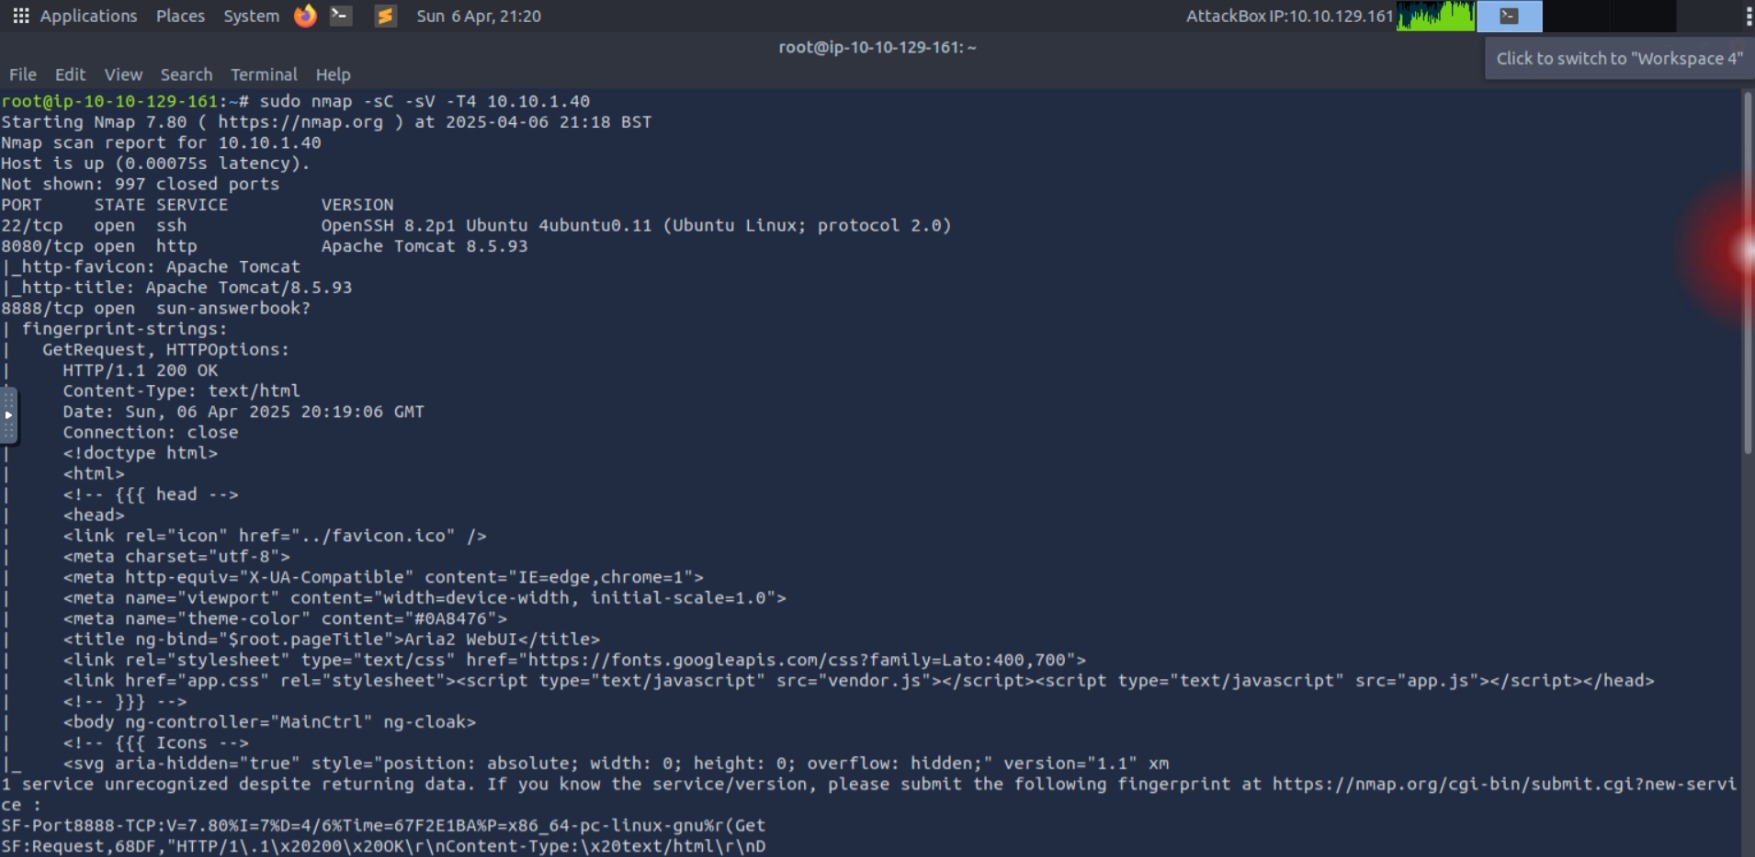 Applications Places System Sun 6 Apr, 21:20 AttackBox IP:10.10.129.161
root@ip-10-10-129-161: ~
Click to switch to "Workspace 4"
File Edit View Search Terminal Help
root@ip-10-10-129-161:~# sudo nmap -sC -sV -T4 10.10.1.40
Starting Nmap 7.80 ( https://nmap.org ) at 2025-04-06 21:18 BST
Nmap scan report for 10.10.1.40
Host is up (0.00075s latency).
Not shown: 997 closed ports
PORT     STATE SERVICE         VERSION
22/tcp   open  ssh             OpenSSH 8.2p1 Ubuntu 4ubuntu0.11 (Ubuntu Linux; protocol 2.0)
8080/tcp open  http            Apache Tomcat 8.5.93
|_http-favicon: Apache Tomcat
|_http-title: Apache Tomcat/8.5.93
8888/tcp open  sun-answerbook?
| fingerprint-strings:
|   GetRequest, HTTPOptions:
|     HTTP/1.1 200 OK
|     Content-Type: text/html
|     Date: Sun, 06 Apr 2025 20:19:06 GMT
|     Connection: close
|     <!doctype html>
|     <html>
|     <!-- {{{ head -->
|     <head>
|     <link rel="icon" href="../favicon.ico" />
|     <meta charset="utf-8">
|     <meta http-equiv="X-UA-Compatible" content="IE=edge,chrome=1">
|     <meta name="viewport" content="width=device-width, initial-scale=1.0">
|     <meta name="theme-color" content="#0A8476">
|     <title ng-bind="$root.pageTitle">Aria2 WebUI</title>
|     <link rel="stylesheet" type="text/css" href="https://fonts.googleapis.com/css?family=Lato:400,700">
|     <link href="app.css" rel="stylesheet"><script type="text/javascript" src="vendor.js"></script><script type="text/javascript" src="app.js"></script></head>
|     <!-- }}} -->
|     <body ng-controller="MainCtrl" ng-cloak>
|     <!-- {{{ Icons -->
|_    <svg aria-hidden="true" style="position: absolute; width: 0; height: 0; overflow: hidden;" version="1.1" xm
1 service unrecognized despite returning data. If you know the service/version, please submit the following fingerprint at https://nmap.org/cgi-bin/submit.cgi?new-servi
ce :
SF-Port8888-TCP:V=7.80%I=7%D=4/6%Time=67F2E1BA%P=x86_64-pc-linux-gnu%r(Get
SF:Request,68DF,"HTTP/1\.1\x20200\x20OK\r\nContent-Type:\x20text/html\r\nD